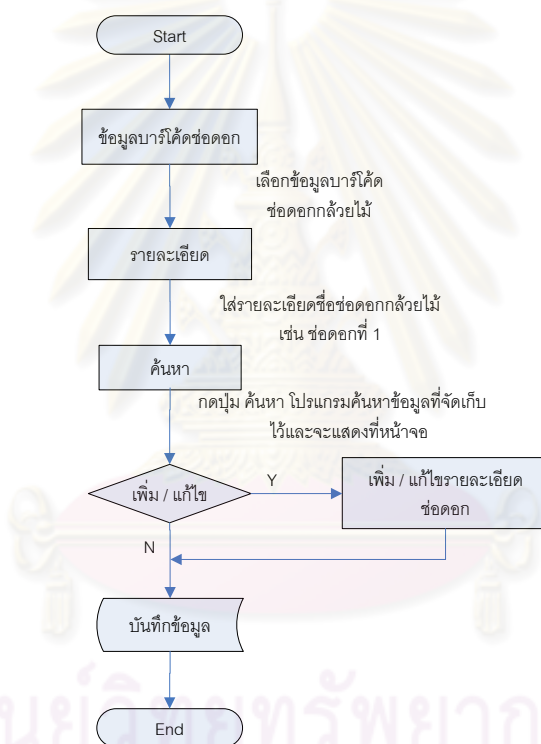 Start
ข้อมูลบาร์โค้ดช่อดอก
เลือกข้อมูลบาร์โค้ด
ช่อดอกกล้วยไม้
รายละเอียด
ใส่รายละเอียดชื่อช่อดอกกล้วยไม้
เช่น ช่อดอกที่ 1
ค้นหา
กดปุ่ม ค้นหา โปรแกรมค้นหาข้อมูลที่จัดเก็บ
ไว้และจะแสดงที่หน้าจอ
เพิ่ม / แก้ไข
Y
เพิ่ม / แก้ไขรายละเอียด
ช่อดอก
N
บันทึกข้อมูล
End